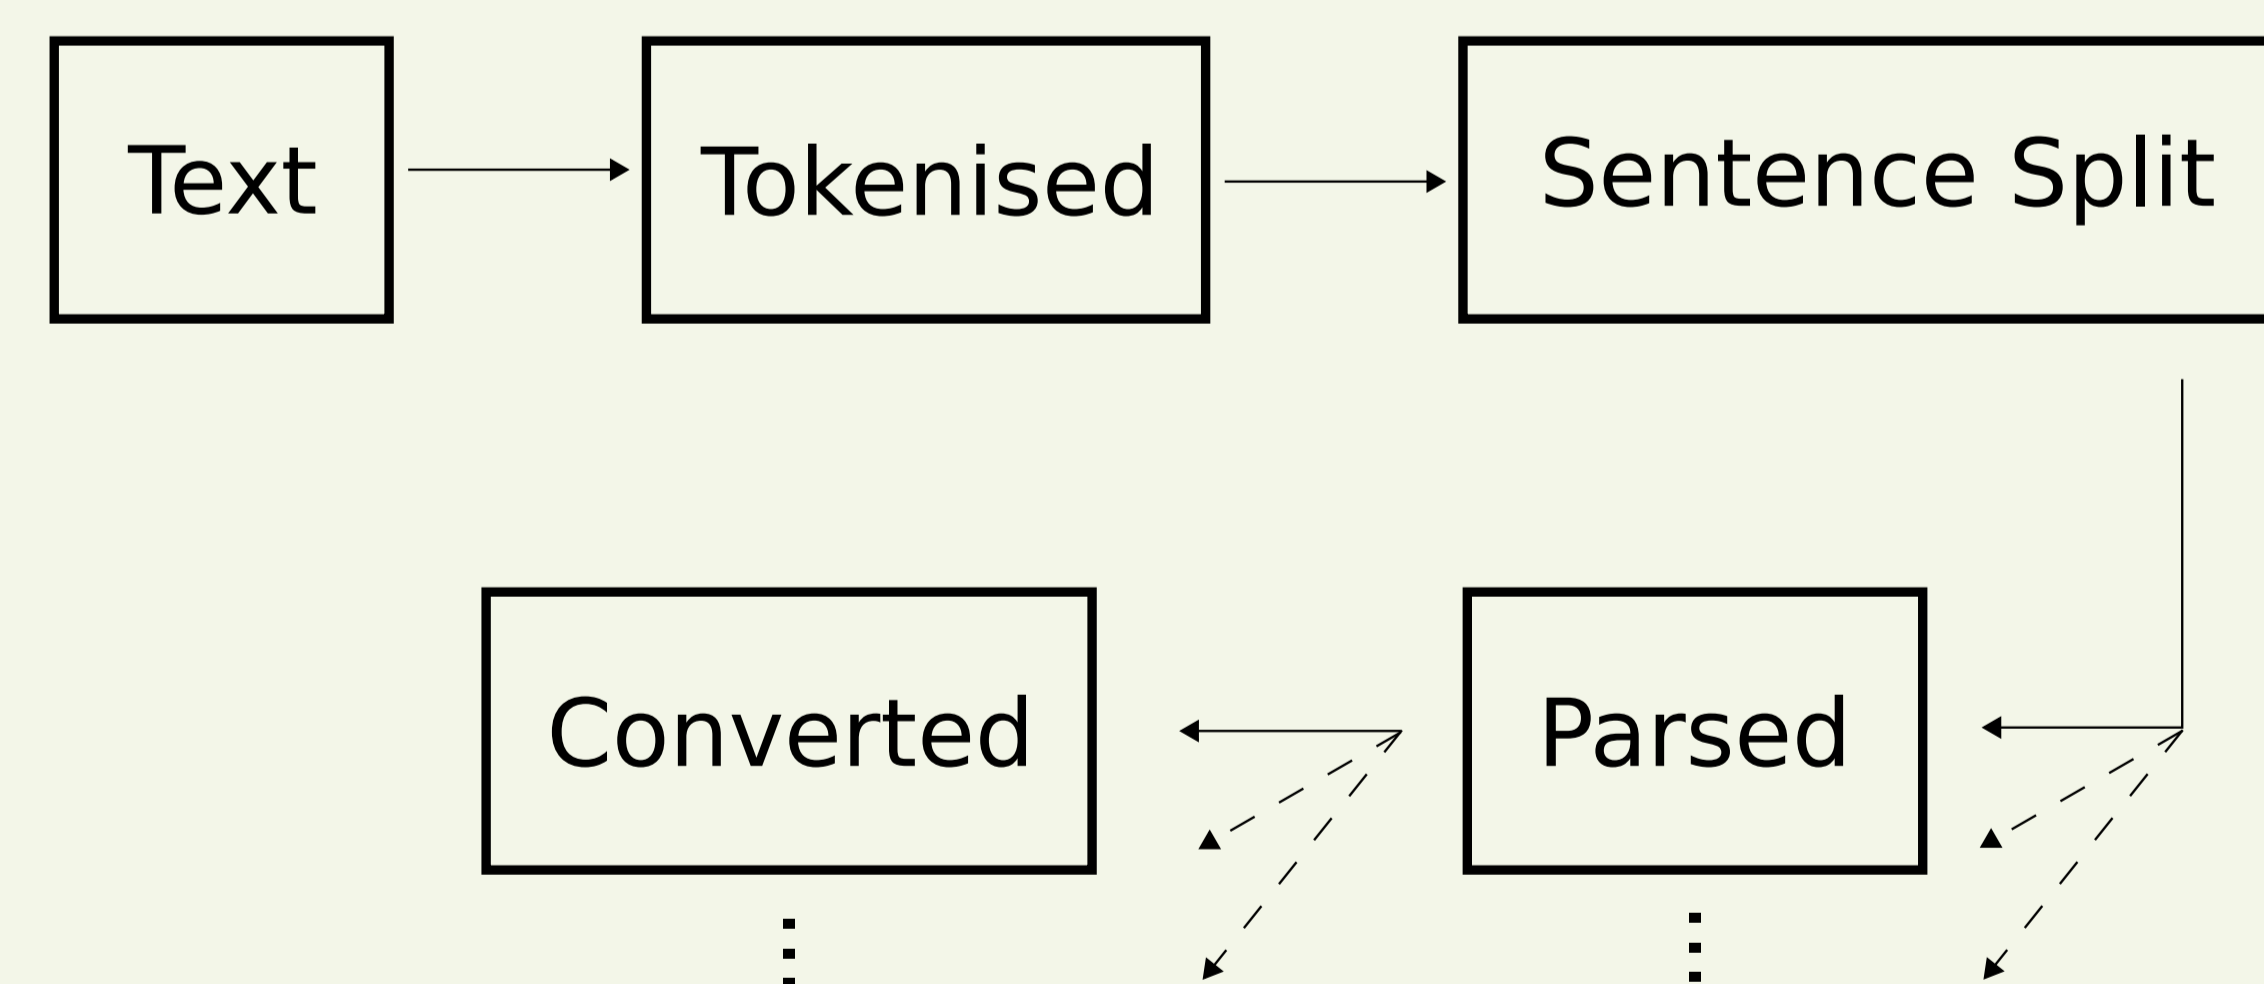 Text
Tokenised
Sentence Split
Converted
Parsed